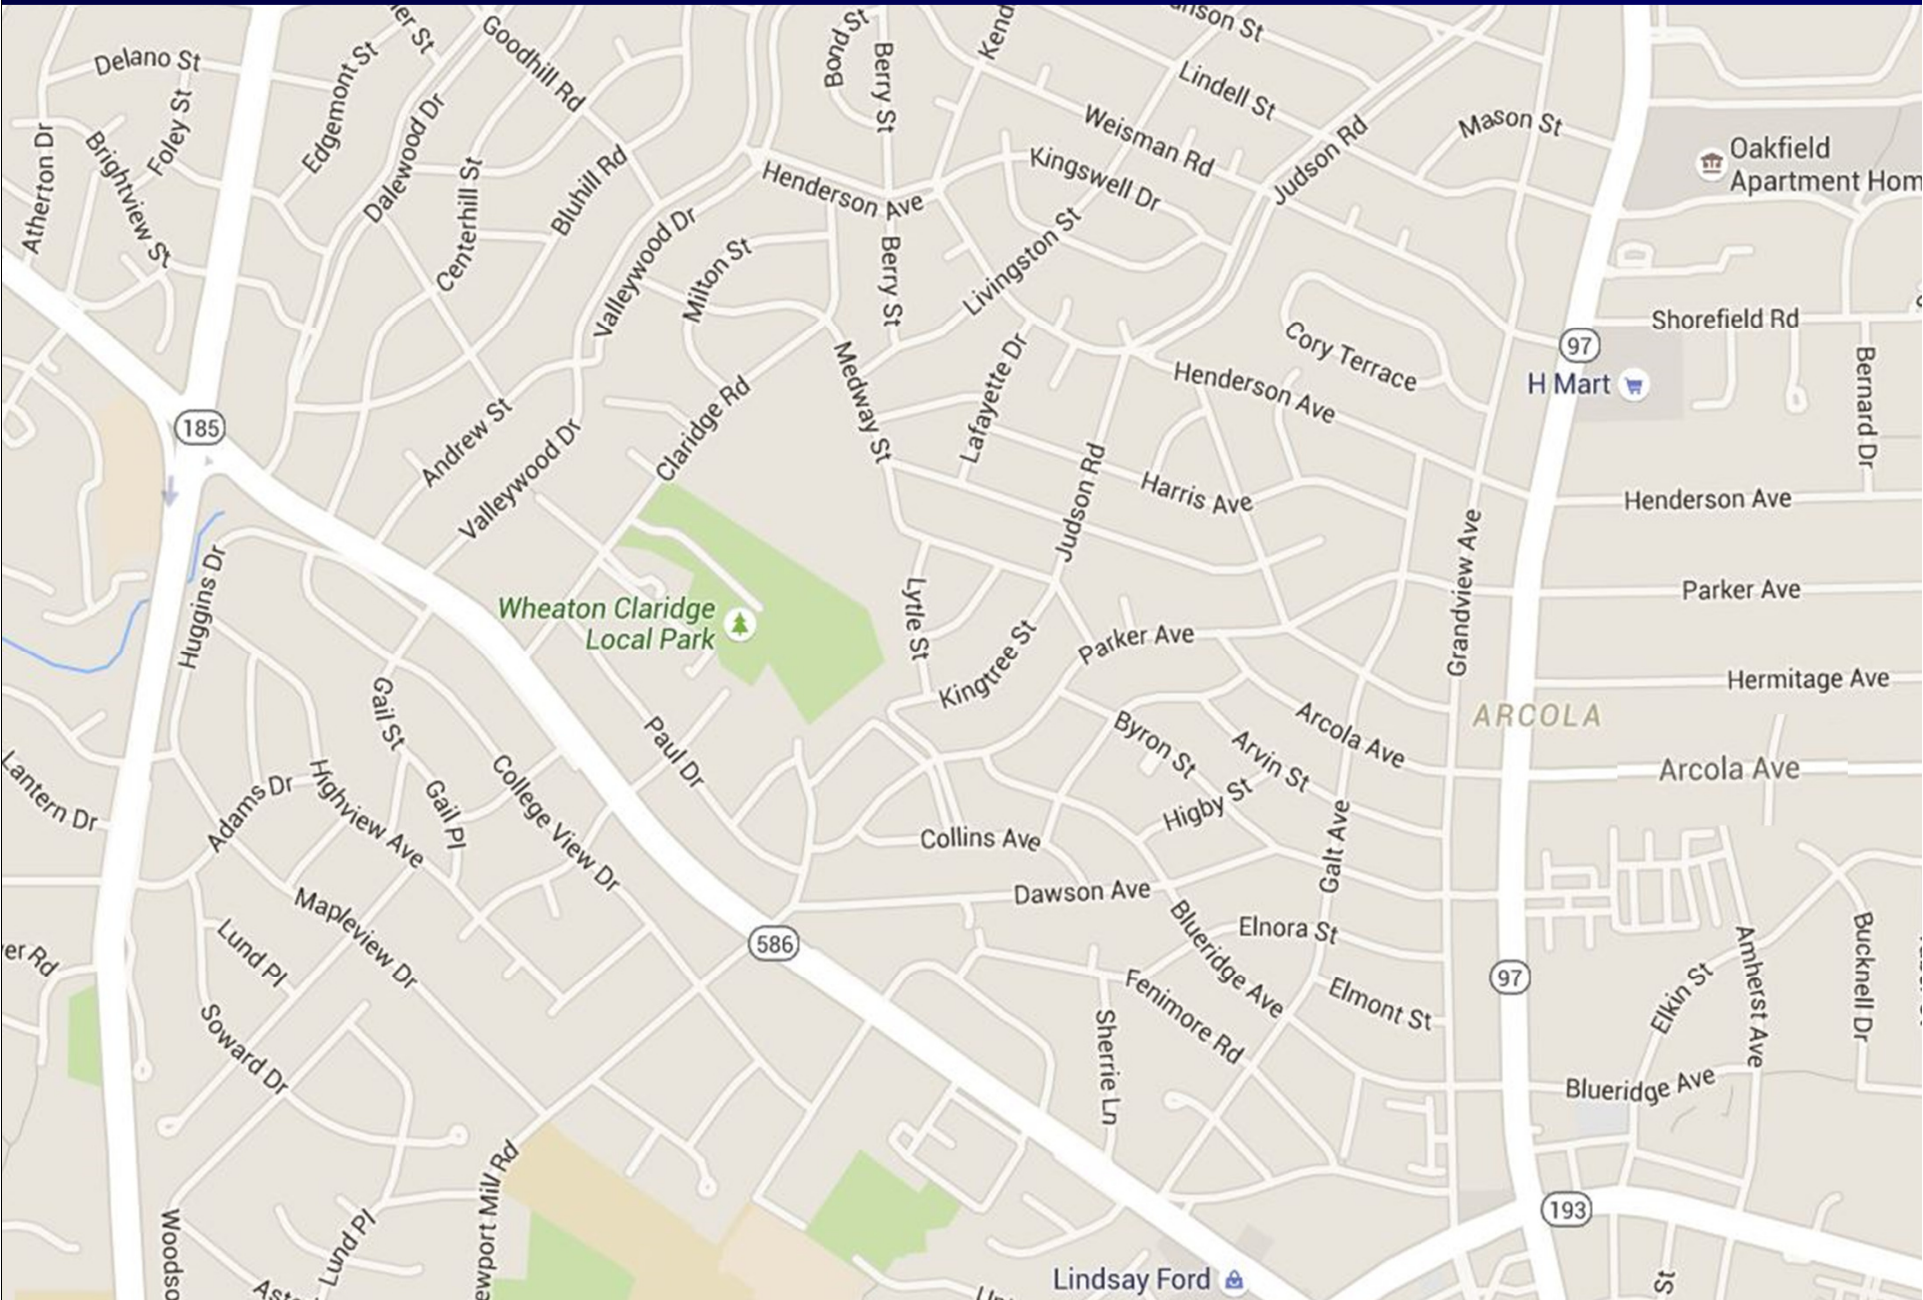 Delano St
Edgemont St
Goodhill Rd
Bond St
Berry St
Lindell St
Weisman Rd
Judson Rd
Mason St
Oakfield
Apartment Hom
Atherton Dr
Brightview St
Foley St
Dalewood Dr
Centerhill St
Bluhill Rd
Valleywood Dr
Henderson Ave
Kingswell Dr
Milton St
Berry St
Livingston St
Cory Terrace
97
Shorefield Rd
H Mart
Bernard Dr
185
Andrew St
Valleywood Dr
Claridge Rd
Medway St
Lafayette Dr
Henderson Ave
Harris Ave
Judson Rd
Henderson Ave
Grandview Ave
Parker Ave
Huggins Dr
Wheaton Claridge
Local Park
Lytle St
Kingtree St
Parker Ave
Hermitage Ave
ARCOLA
Arcola Ave
Gail St
Paul Dr
Byron St
Arvin St
Arcola Ave
Higby St
Lantern Dr
Adams Dr
Highview Ave
Gail Pl
College View Dr
Collins Ave
Galt Ave
Dawson Ave
Mapleview Dr
Lund Pl
586
Elnora St
Blueridge Ave
Fenimore Rd
Elmont St
97
Elkin St
Amherst Ave
Bucknell Dr
er Rd
Soward Dr
Sherrie Ln
Blueridge Ave
193
Lund Pl
Lindsay Ford
St